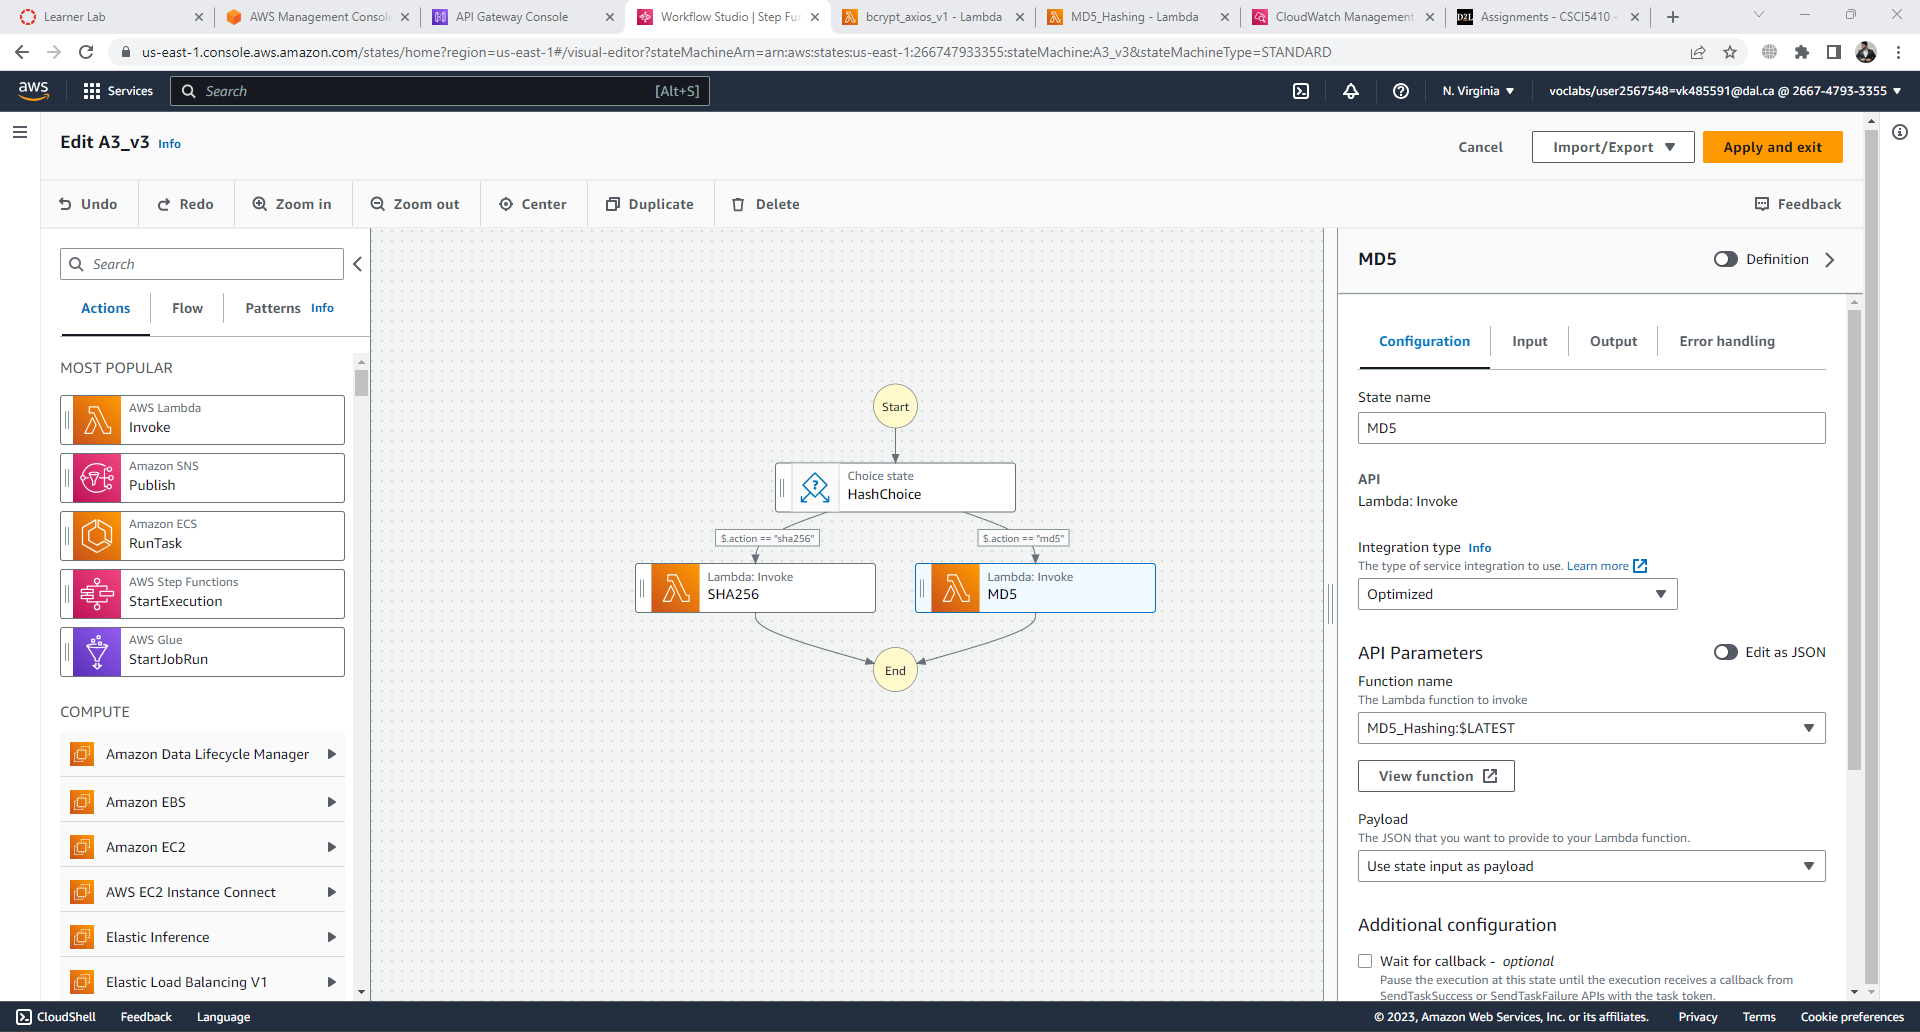 Learner Lab
AWS Management Console
API Gateway Console
Workflow Studio | Step Fun
bcrypt_axios_v1 - Lambda
MD5_Hashing - Lambda
CloudWatch Management
D2L
Assignments - CSCI5410 -
us-east-1.console.aws.amazon.com/states/home?region=us-east-1#/visual-editor?stateMachineArn=arn:aws:states:us-east-1:266747933355:stateMachine:A3_v3&stateMachineType=STANDARD
aws
Services
Search
[Alt+S]
N. Virginia
voclabs/user2567548=vk485591@dal.ca @ 2667-4793-3355
Edit A3_v3 Info
Cancel
Import/Export
Apply and exit
Undo
Redo
Zoom in
Zoom out
Center
Duplicate
Delete
Feedback
Search
Actions
Flow
Patterns Info
MOST POPULAR
AWS Lambda
Invoke
Amazon SNS
Publish
Amazon ECS
RunTask
AWS Step Functions
StartExecution
AWS Glue
StartJobRun
COMPUTE
Amazon Data Lifecycle Manager
Amazon EBS
Amazon EC2
AWS EC2 Instance Connect
Elastic Inference
Elastic Load Balancing V1
Start
Choice state
HashChoice
$.action == "sha256"
$.action == "md5"
Lambda: Invoke
SHA256
Lambda: Invoke
MD5
End
MD5
Definition
Configuration
Input
Output
Error handling
State name
MD5
API
Lambda: Invoke
Integration type Info
The type of service integration to use. Learn more
Optimized
API Parameters
Edit as JSON
Function name
The Lambda function to invoke
MD5_Hashing:$LATEST
View function
Payload
The JSON that you want to provide to your Lambda function.
Use state input as payload
Additional configuration
Wait for callback - optional
Pause the execution at this state until the execution receives a callback from
SendTaskSuccess or SendTaskFailure APIs with the task token.
CloudShell
Feedback
Language
© 2023, Amazon Web Services, Inc. or its affiliates.
Privacy
Terms
Cookie preferences